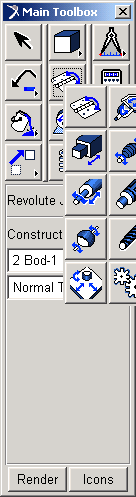 Main Toolbox
Revolute J
Construct
2 Bod-1
Normal T
Render
Icons